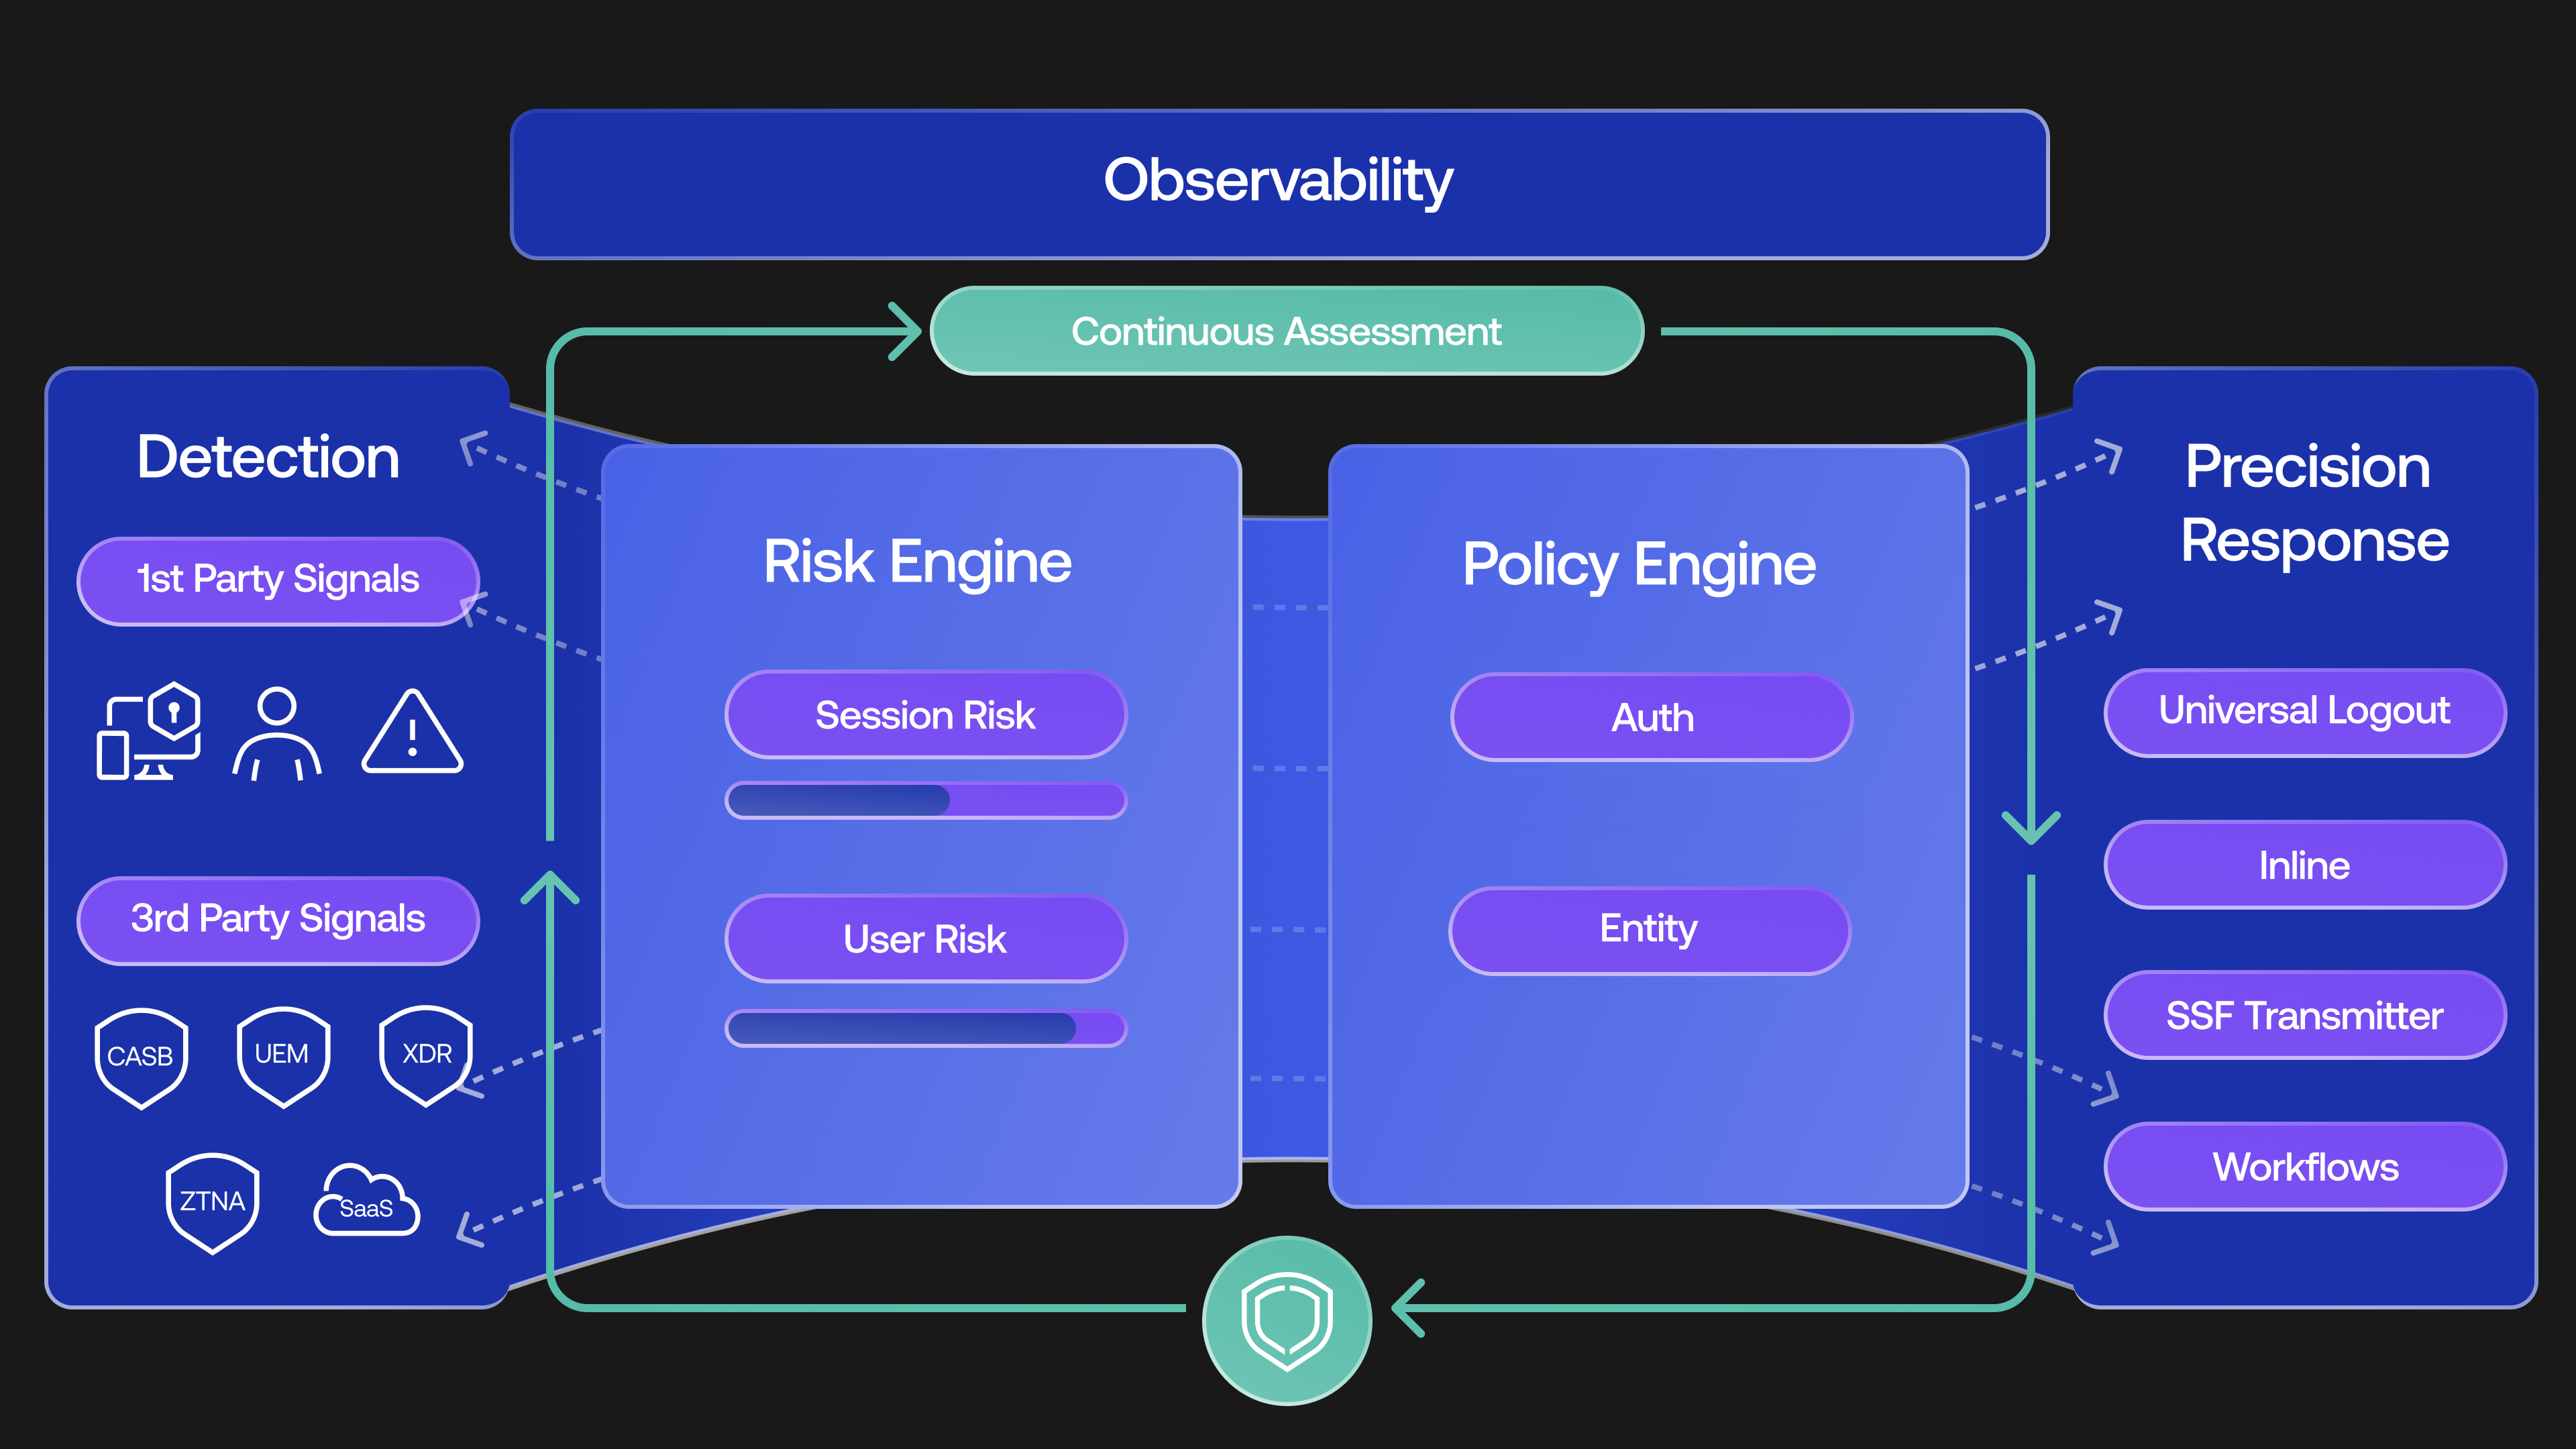 Observability
Continuous Assessment
Detection
1st Party Signals
3rd Party Signals
CASB
UEM
XDR
ZTNA
SaaS
Risk Engine
Session Risk
User Risk
Policy Engine
Auth
Entity
Precision
Response
Universal Logout
Inline
SSF Transmitter
Workflows